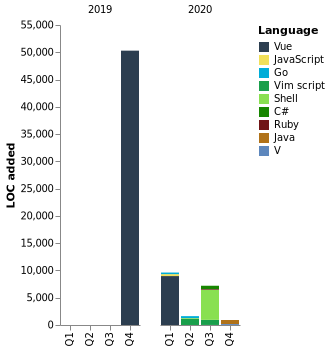 2019
2020
55,000
50,000
45,000
40,000
35,000
30,000
25,000
20,000
15,000
10,000
5,000
0
LOC added
Q1
Q2
Q3
Q4
Q1
Q2
Q3
Q4
Language
Vue
JavaScript
Go
Vim script
Shell
C#
Ruby
Java
V